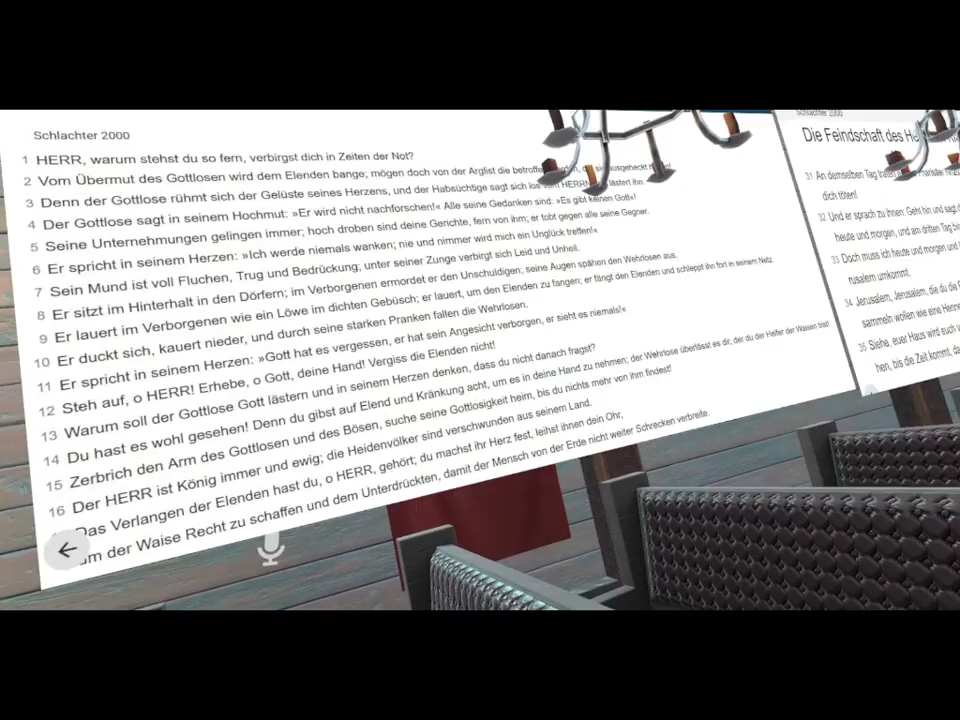 Schlachter 2000
1 HERR, warum stehst du so fern, verbirgst dich in Zeiten der Not?
2 Vom Übermut des Gottlosen wird dem Elenden bange; mögen doch von der Arglist die
3 Denn der Gottlose rühmt sich der Gelüste seines Herzens, und der Habsüchtige sagt sich los vom HERRN lästert ihn.
4 Der Gottlose sagt in seinem Hochmut: »Er wird nicht nachforschen!« Alle seine Gedanken sind: »Es gibt keinen Gott«!
5 Seine Unternehmungen gelingen immer; hoch droben sind deine Gerichte, fern von ihm; er tobt gegen alle seine Gegner.
6 Er spricht in seinem Herzen: »Ich werde niemals wanken; nie und nimmer wird mich ein Unglück treffen!«
7 Sein Mund ist voll Fluchen, Trug und Bedrückung; unter seiner Zunge verbirgt sich Leid und Unheil.
8 Er sitzt im Hinterhalt in den Dörfern; im Verborgenen ermordet er den Unschuldigen; seine Augen spähen den Wehrlosen aus.
9 Er lauert im Verborgenen wie ein Löwe im dichten Gebüsch; er lauert, um den Elenden zu fangen; er fängt den Elenden und schleppt ihn fort in seinem Netz.
10 Er duckt sich, kauert nieder, und durch seine starken Pranken fallen die Wehrlosen.
11 Er spricht in seinem Herzen: »Gott hat es vergessen, er hat sein Angesicht verborgen, er sieht es niemals!«
12 Steh auf, o HERR! Erhebe, o Gott, deine Hand! Vergiss die Elenden nicht!
13 Warum soll der Gottlose Gott lästern und in seinem Herzen denken, dass du nicht danach fragst?
14 Du hast es wohl gesehen! Denn du gibst auf Elend und Kränkung acht, um es in deine Hand zu nehmen; der Wehrlose überlässt es dir, der du der Helfer der Waisen bist!
15 Zerbrich den Arm des Gottlosen und des Bösen, suche seine Gottlosigkeit heim, bis du nichts mehr von ihm findest!
16 Der HERR ist König immer und ewig; die Heidenvölker sind verschwunden aus seinem Land.
Das Verlangen der Elenden hast du, o HERR, gehört; du machst ihr Herz fest, leihst ihnen dein Ohr,
um der Waise Recht zu schaffen und dem Unterdrückten, damit der Mensch von der Erde nicht weiter Schrecken verbreite.
Schlachter 2000
Die Feindschaft des
31 An demselben Tag
dich töten!
32 Und er sprach zu ihnen: Geht hin und sagt
heute und morgen, und am dritten Tag
33 Doch muss ich heute und morgen
rusalem umkommt.
34 Jerusalem, Jerusalem, die du die
sammeln wollen wie eine Henne
35 Siehe, euer Haus wird euch
hen, bis die Zeit kommt,